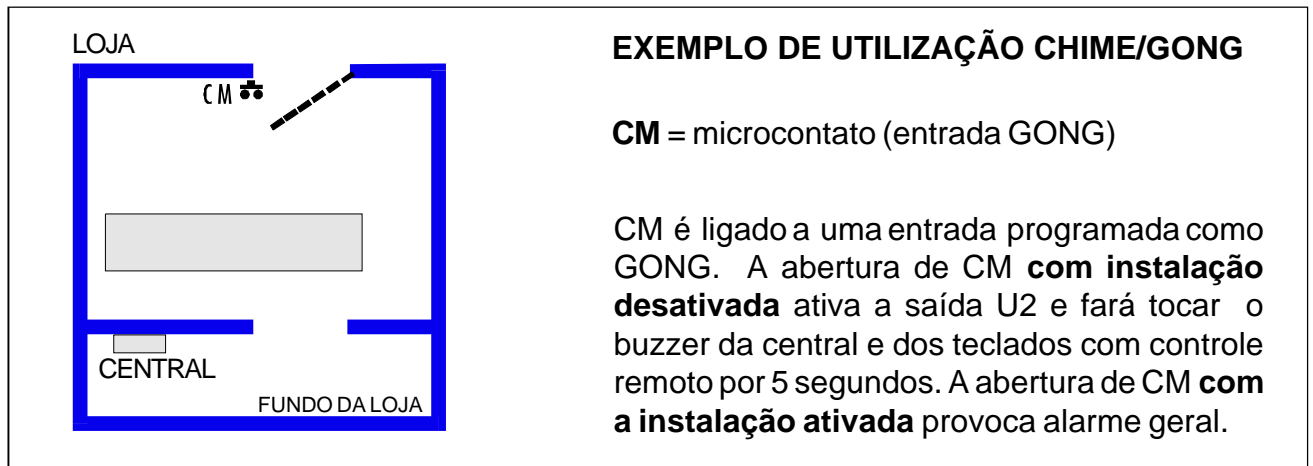 LOJA
CM
CENTRAL
FUNDO DA LOJA
EXEMPLO DE UTILIZAÇÃO CHIME/GONG
CM = microcontato (entrada GONG)
CM é ligado a uma entrada programada como
GONG. A abertura de CM com instalação
desativada ativa a saída U2 e fará tocar o
buzzer da central e dos teclados com controle
remoto por 5 segundos. A abertura de CM com
a instalação ativada provoca alarme geral.